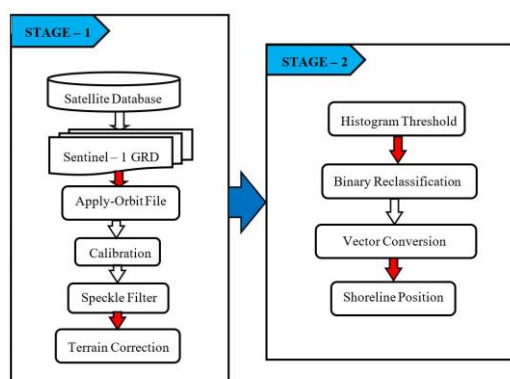 STAGE – 1
Satellite Database
Sentinel – 1 GRD
Apply-Orbit File
Calibration
Speckle Filter
Terrain Correction
STAGE – 2
Histogram Threshold
Binary Reclassification
Vector Conversion
Shoreline Position